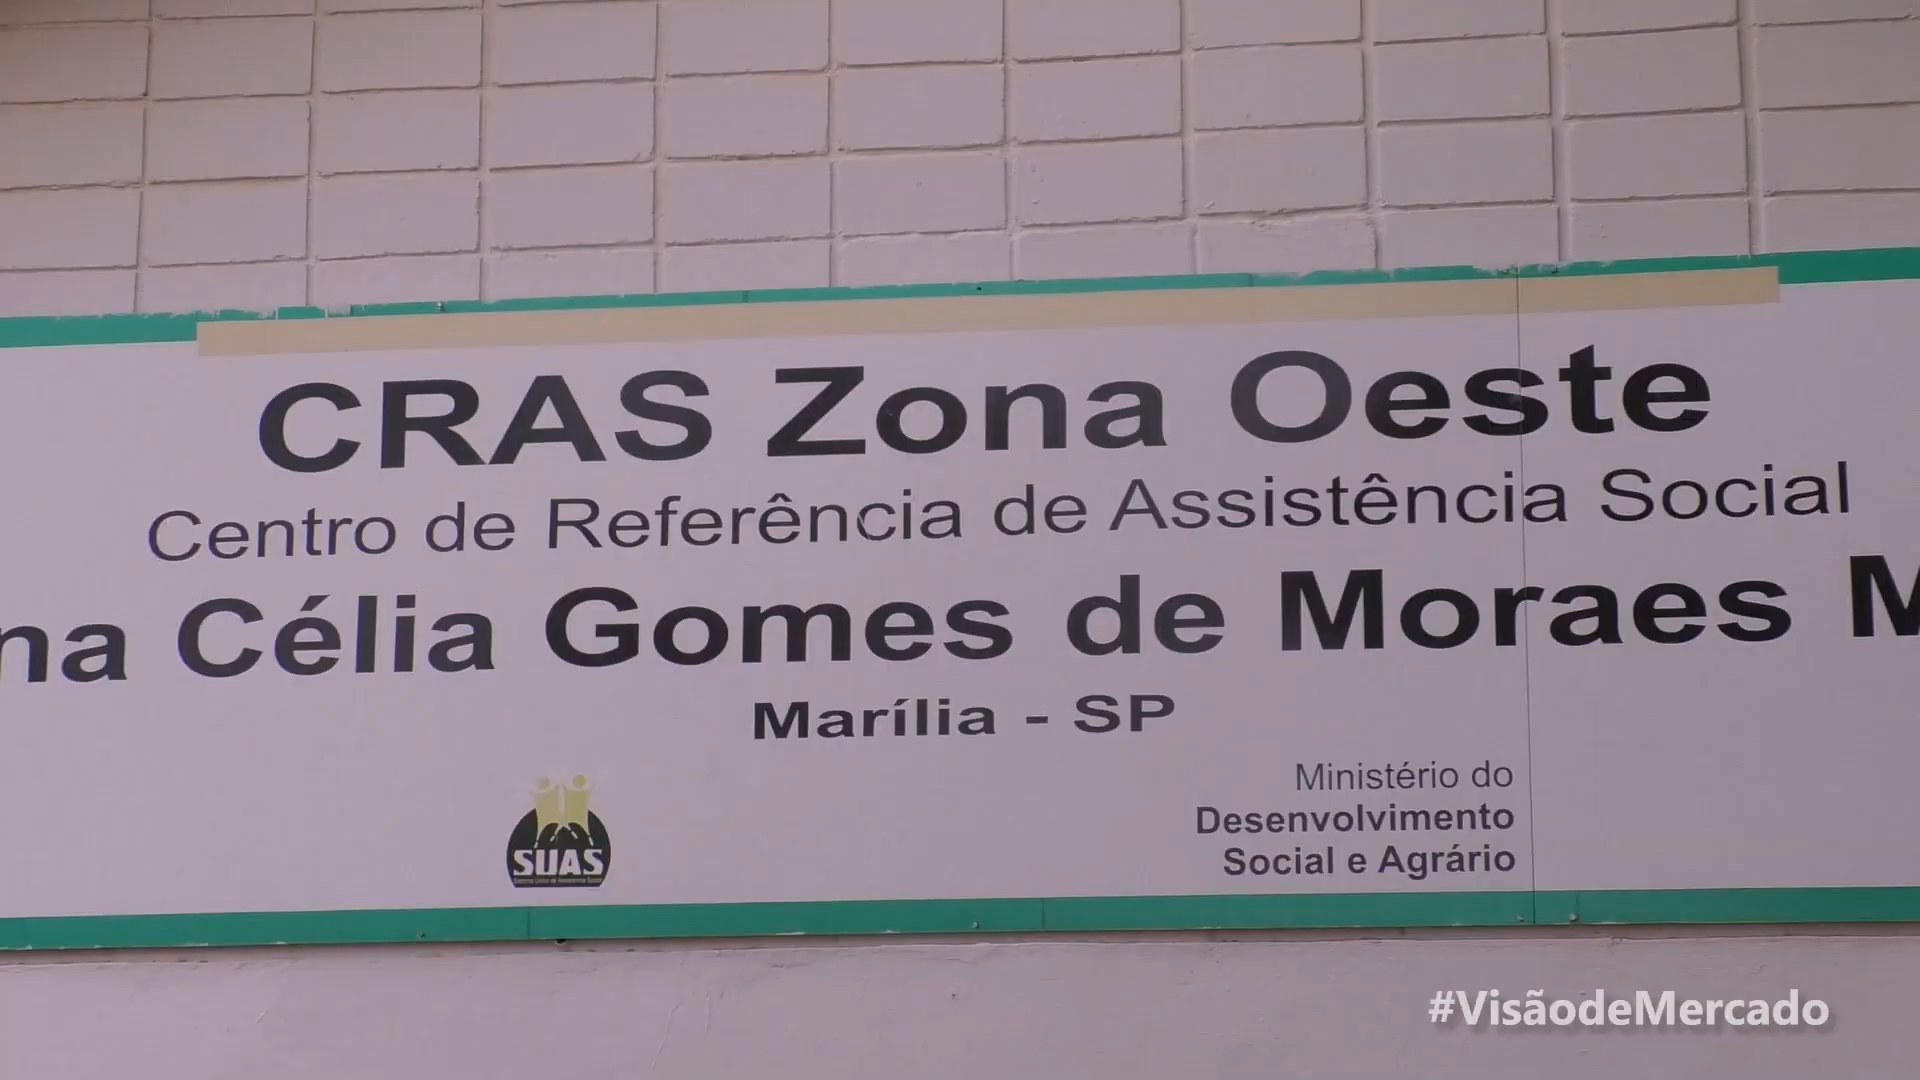 CRAS Zona Oeste
Centro de Referência de Assistência Social
na Célia Gomes de Moraes M
Marília - SP
Ministério do
Desenvolvimento
Social e Agrário
SUAS
#VisãodeMercado